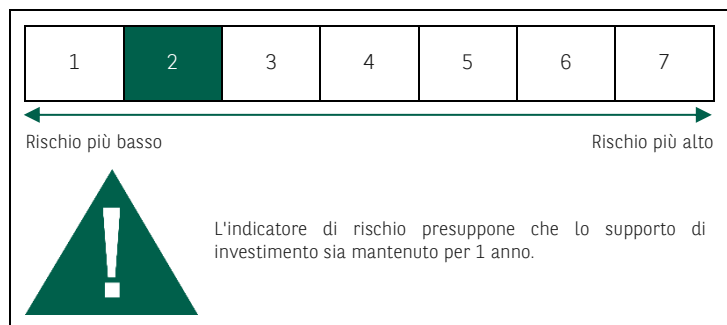 1 2 3 4 5 6 7
Rischio più basso Rischio più alto
!
L'indicatore di rischio presuppone che lo supporto di
investimento sia mantenuto per 1 anno.